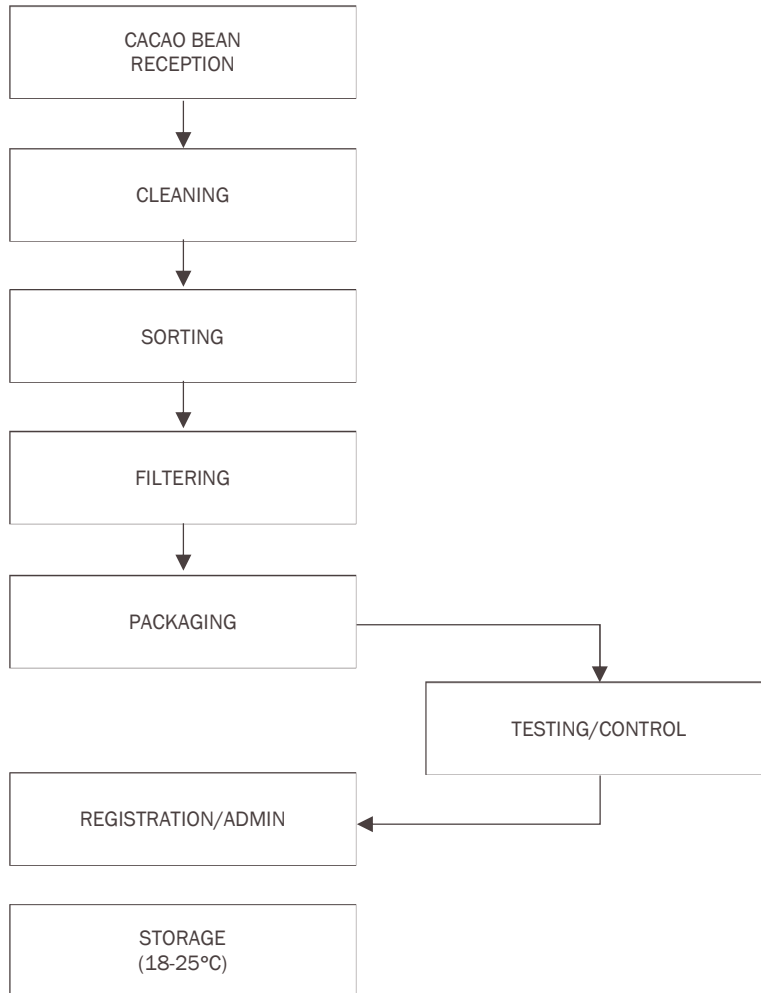 CACAO BEAN
RECEPTION
CLEANING
SORTING
FILTERING
PACKAGING
TESTING/CONTROL
REGISTRATION/ADMIN
STORAGE
(18-25°C)